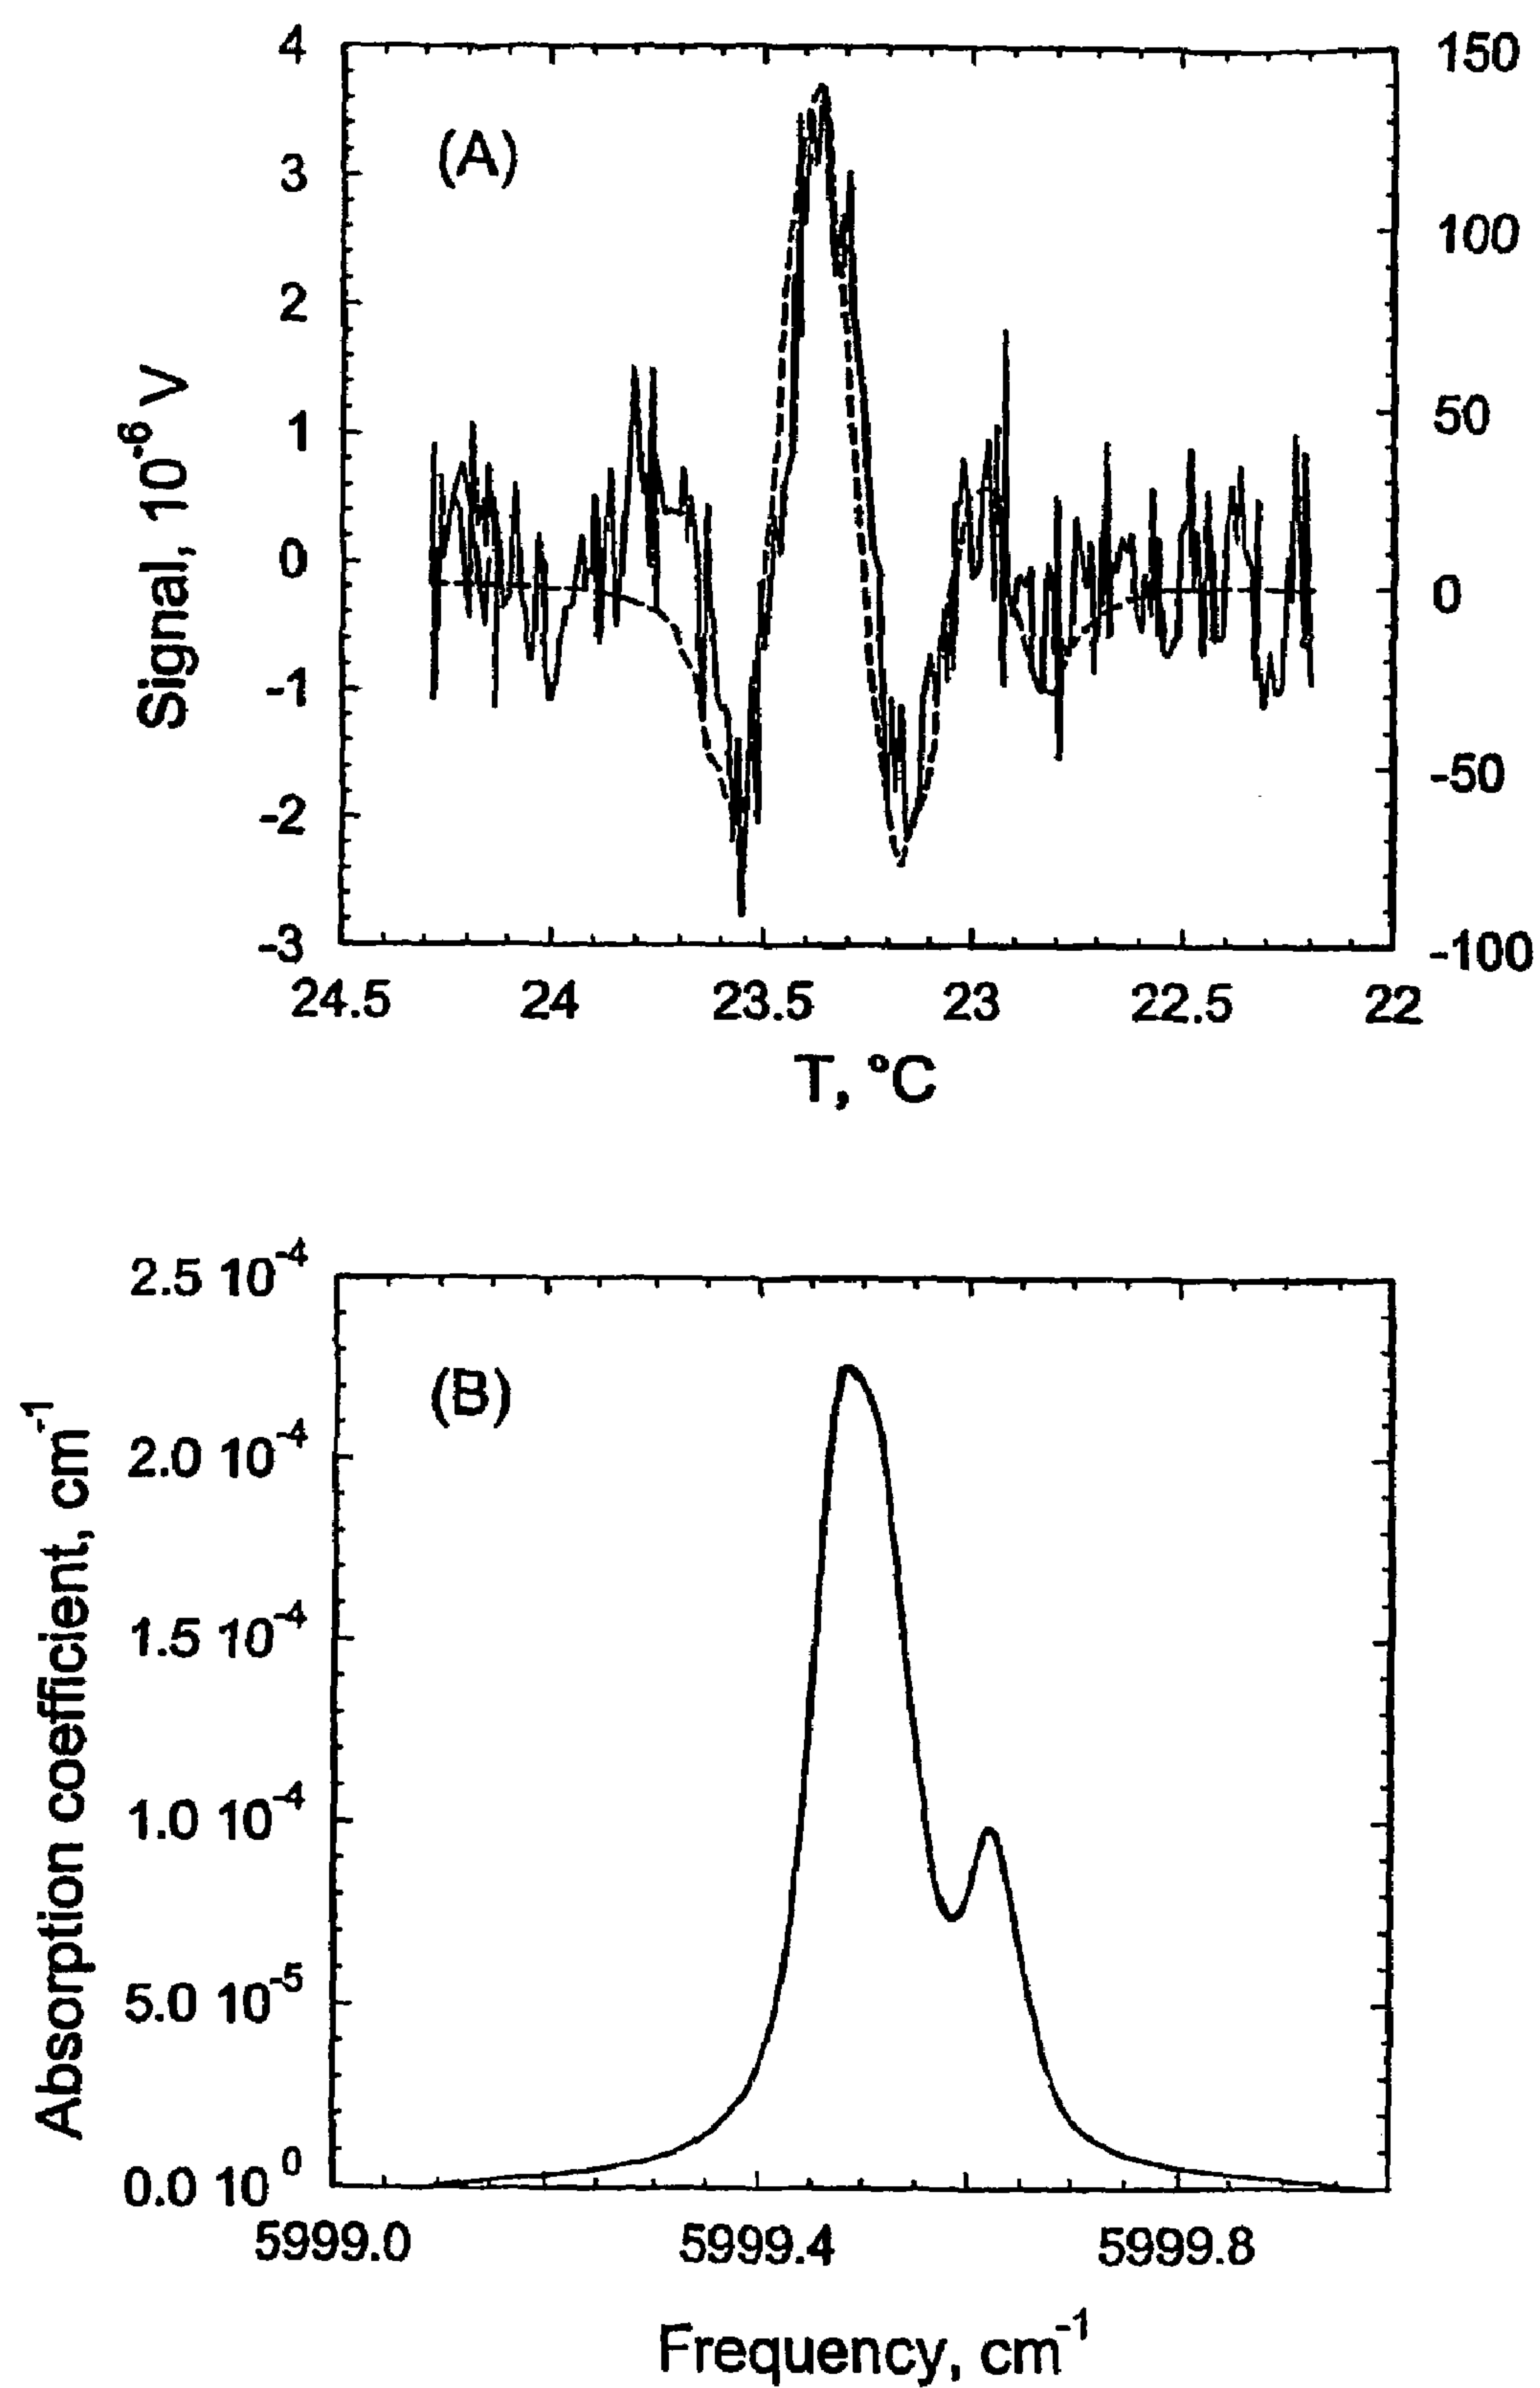 (A)
4
3
2
1
0
-1
-2
-3
150
100
50
0
-50
-100
Signal, 10⁻⁶ V
24.5 24 23.5 23 22.5 22
T, °C
(B)
2.5 10⁻⁴
2.0 10⁻⁴
1.5 10⁻⁴
1.0 10⁻⁴
5.0 10⁻⁵
0.0 10⁰
Absorption coefficient, cm⁻¹
5999.0 5999.4 5999.8
Frequency, cm⁻¹